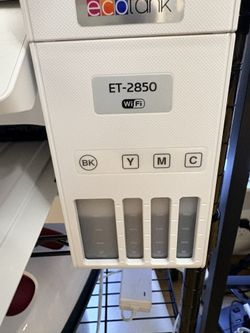 ecotank
ET-2850
WiFi
BK Y M C